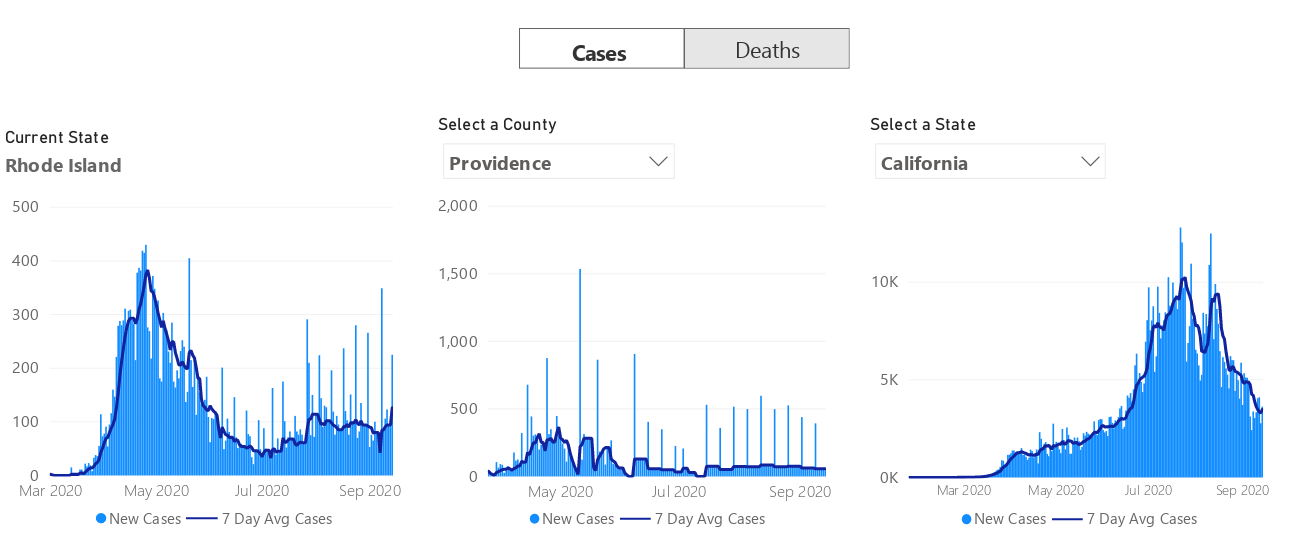 Cases
Deaths
Current State
Rhode Island
500
400
300
200
100
0
Mar 2020
May 2020
Jul 2020
Sep 2020
New Cases
7 Day Avg Cases
Select a County
Providence
2,000
1,500
1,000
500
0
May 2020
Jul 2020
Sep 2020
New Cases
7 Day Avg Cases
Select a State
California
10K
5K
0K
Mar 2020
May 2020
Jul 2020
Sep 2020
New Cases
7 Day Avg Cases